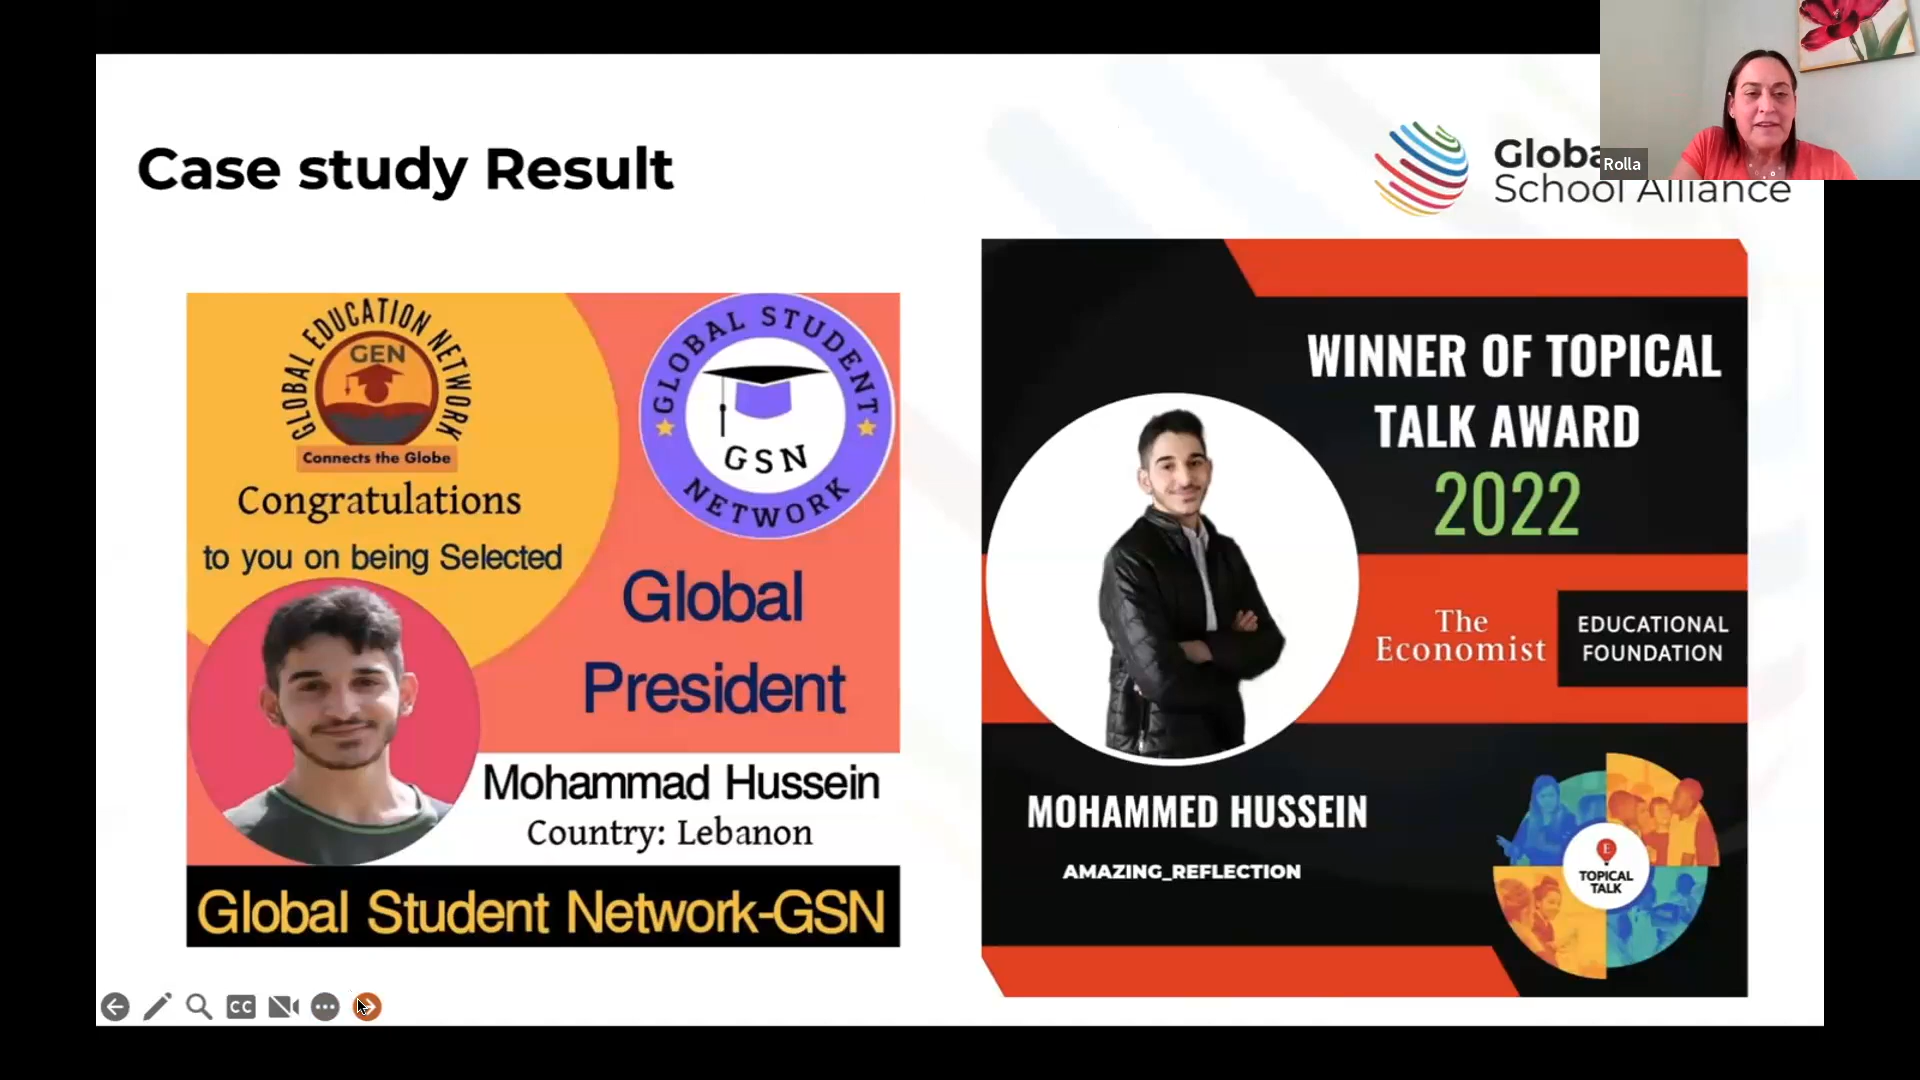 Case study Result
Globa
School Alliance
Rolla
GLOBAL EDUCATION NETWORK
GEN
Connects the Globe
Congratulations
to you on being Selected
GLOBAL STUDENT
GSN
NETWORK
Global
President
Mohammad Hussein
Country: Lebanon
Global Student Network-GSN
WINNER OF TOPICAL
TALK AWARD
2022
The
Economist
EDUCATIONAL
FOUNDATION
MOHAMMED HUSSEIN
AMAZING_REFLECTION
E
TOPICAL
TALK
CC